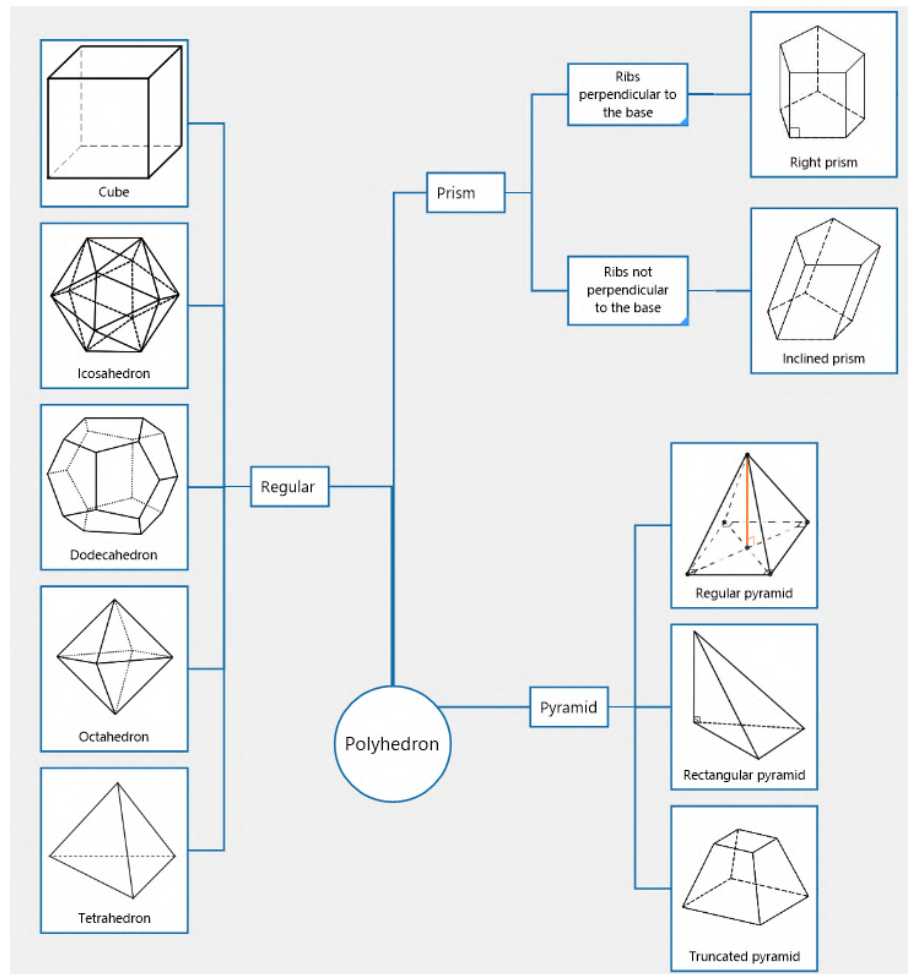 Cube
Icosahedron
Dodecahedron
Octahedron
Tetrahedron
Regular
Polyhedron
Prism
Ribs
perpendicular to
the base
Right prism
Ribs not
perpendicular
to the base
Inclined prism
Pyramid
Regular pyramid
Rectangular pyramid
Truncated pyramid